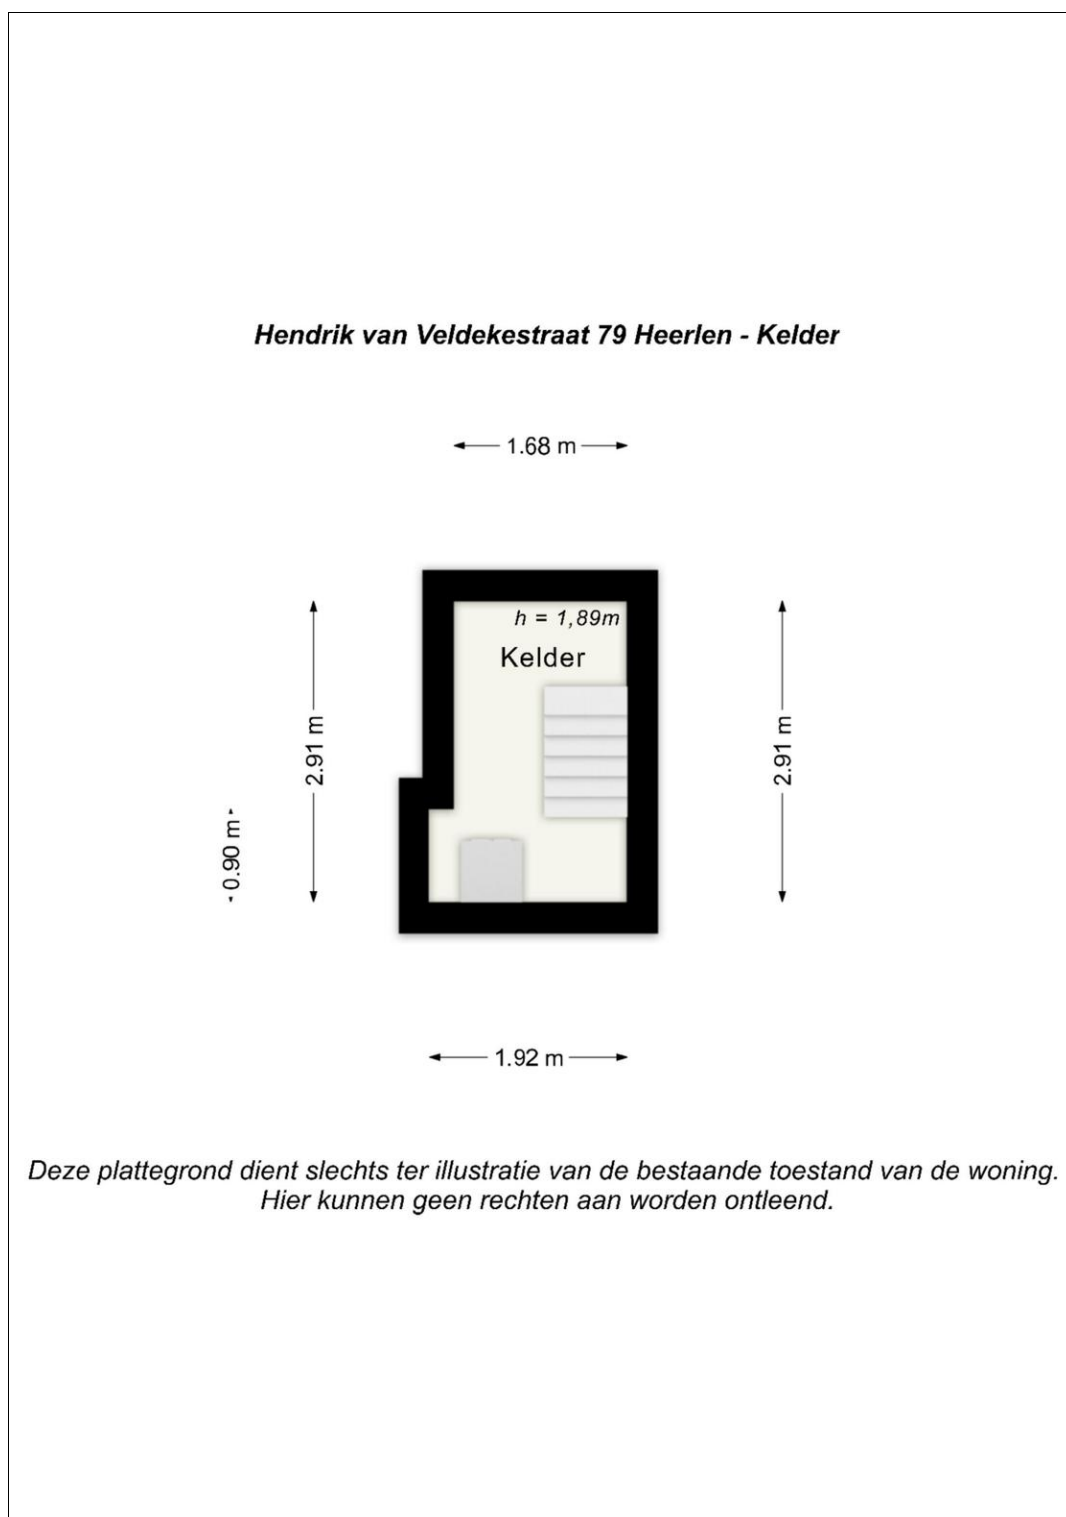 Hendrik van Veldekestraat 79 Heerlen - Kelder
1.68 m
h = 1,89m
Kelder
2.91 m
2.91 m
0.90 m
1.92 m
Deze plattegrond dient slechts ter illustratie van de bestaande toestand van de woning.
Hier kunnen geen rechten aan worden ontleend.